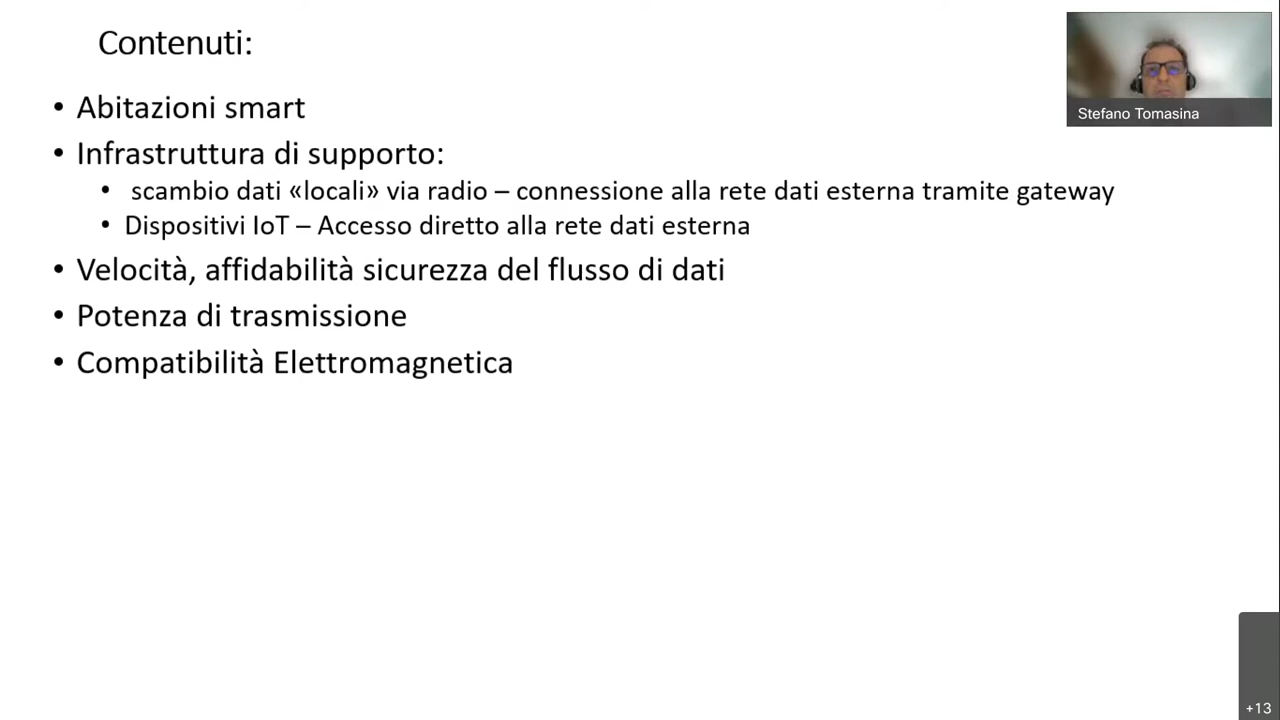 Contenuti:
• Abitazioni smart
• Infrastruttura di supporto:
• scambio dati «locali» via radio – connessione alla rete dati esterna tramite gateway
• Dispositivi IoT – Accesso diretto alla rete dati esterna
• Velocità, affidabilità sicurezza del flusso di dati
• Potenza di trasmissione
• Compatibilità Elettromagnetica
Stefano Tomasina
+13